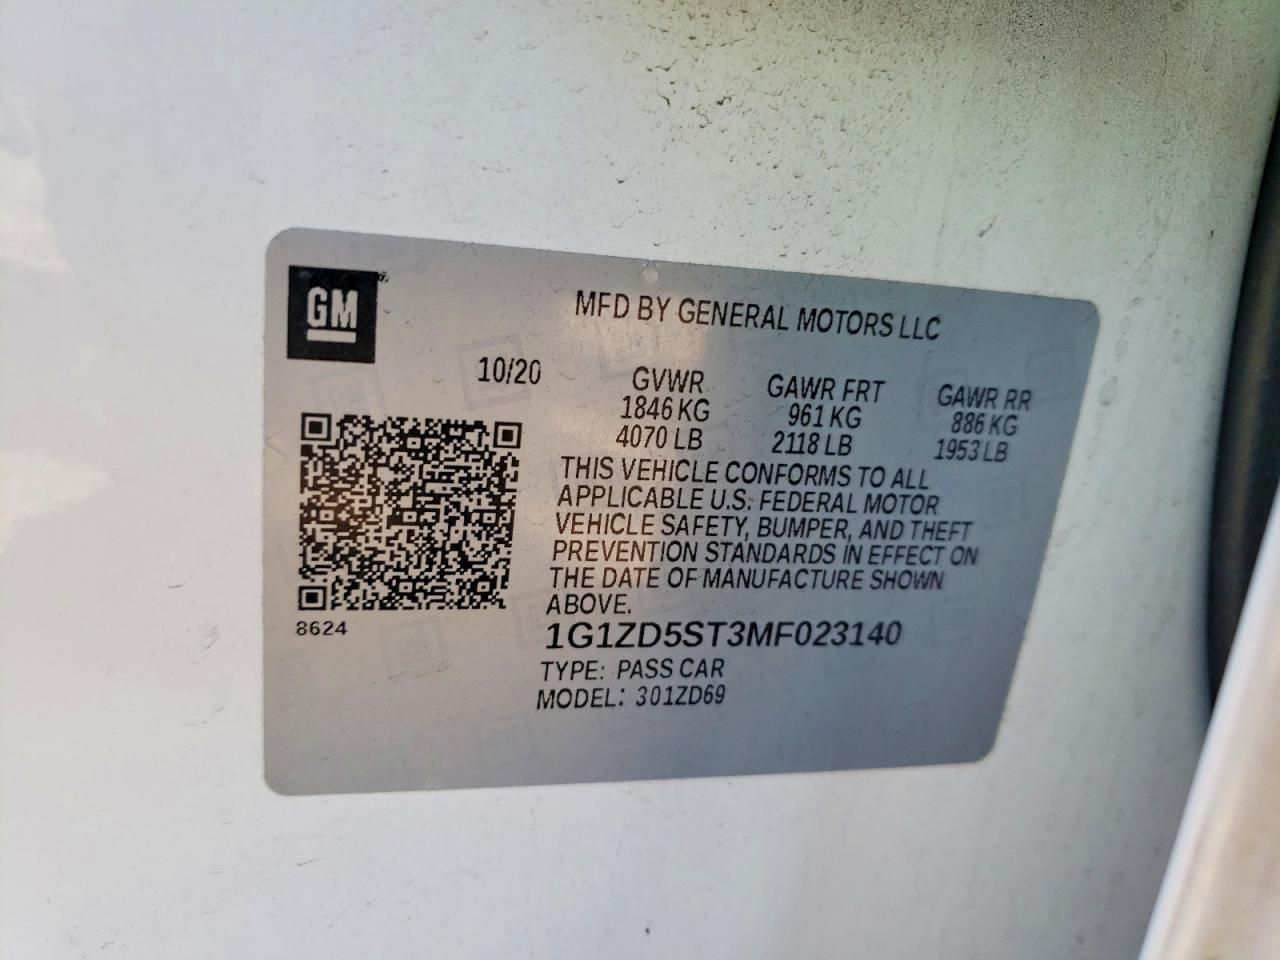 GM
MFD BY GENERAL MOTORS LLC
10/20 GVWR GAWR FRT GAWR RR
1846 KG 961 KG 886 KG
4070 LB 2118 LB 1953 LB
THIS VEHICLE CONFORMS TO ALL
APPLICABLE U.S. FEDERAL MOTOR
VEHICLE SAFETY, BUMPER, AND THEFT
PREVENTION STANDARDS IN EFFECT ON
THE DATE OF MANUFACTURE SHOWN
ABOVE.
8624
1G1ZD5ST3MF023140
TYPE: PASS CAR
MODEL: 301ZD69